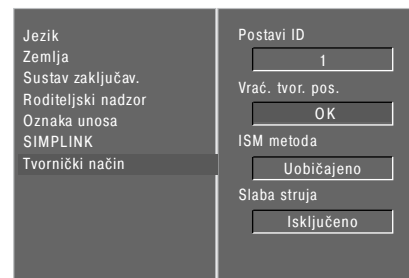 Jezik
Zemlja
Sustav zaključav.
Roditeljski nadzor
Oznaka unosa
SIMPLINK
Tvornički način
Postavi ID
1
Vrać. tvor. pos.
OK
ISM metoda
Uobičajeno
Slaba struja
Isključeno